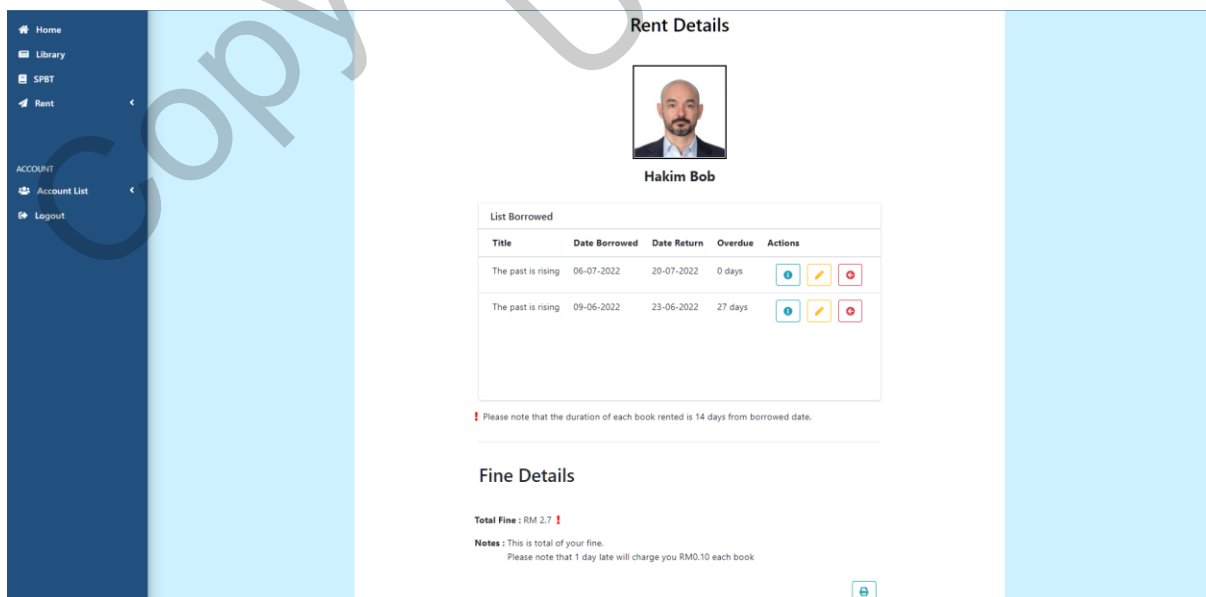 Home
Library
SPBT
Rent
ACCOUNT
Account List
Logout
Rent Details
Hakim Bob
List Borrowed
Title Date Borrowed Date Return Overdue Actions
The past is rising 06-07-2022 20-07-2022 0 days
The past is rising 09-06-2022 23-06-2022 27 days
! Please note that the duration of each book rented is 14 days from borrowed date.
Fine Details
Total Fine : RM 2.7 !
Notes : This is total of your fine.
Please note that 1 day late will charge you RM0.10 each book
Copy